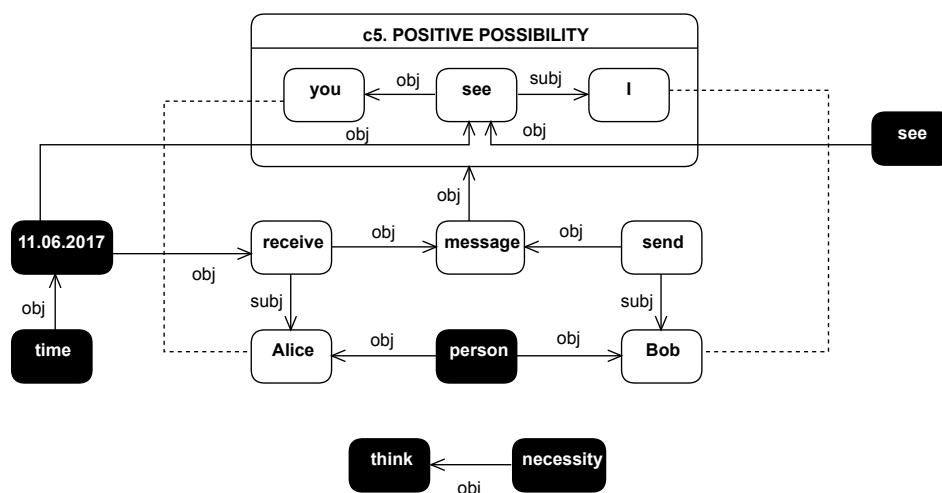 c5. POSITIVE POSSIBILITY
you
obj
see
subj
I
obj
obj
see
obj
11.06.2017
receive
obj
message
obj
send
obj
obj
subj
subj
time
Alice
obj
person
obj
Bob
think
necessity
obj